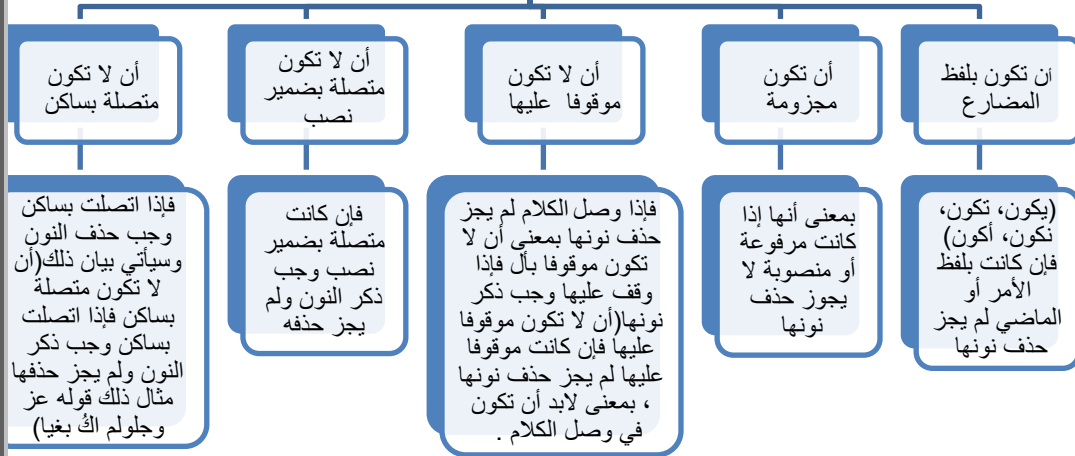 ان تكون بلفظ
المضارع
أن تكون
مجزومة
أن لا تكون
موقوفا عليها
أن لا تكون
متصلة بضمير
نصب
أن لا تكون
متصلة بساكن
(يكون، تكون،
نكون، أكون)
فإن كانت بلفظ
الأمر أو
الماضي لم يجز
حذف نونها
بمعنى أنها إذا
كانت مرفوعة
أو منصوبة لا
يجوز حذف
نونها
فإذا وصل الكلام لم يجز
حذف نونها بمعنى أن لا
تكون موقوفا بأل فإذا
وقف عليها وجب ذكر
نونها(أن لا تكون موقوفا
عليها فإن كانت موقوفا
عليها لم يجز حذف نونها
، بمعنى لابد أن تكون
في وصل الكلام .
فإن كانت
متصلة بضمير
نصب وجب
ذكر النون ولم
يجز حذفه
فإذا اتصلت بساكن
وجب حذف النون
وسيأتي بيان ذلك(أن
لا تكون متصلة
بساكن فإذا اتصلت
بساكن وجب ذكر
النون ولم يجز حذفها
مثال ذلك قوله عز
وجلولم اكُ بغيا)